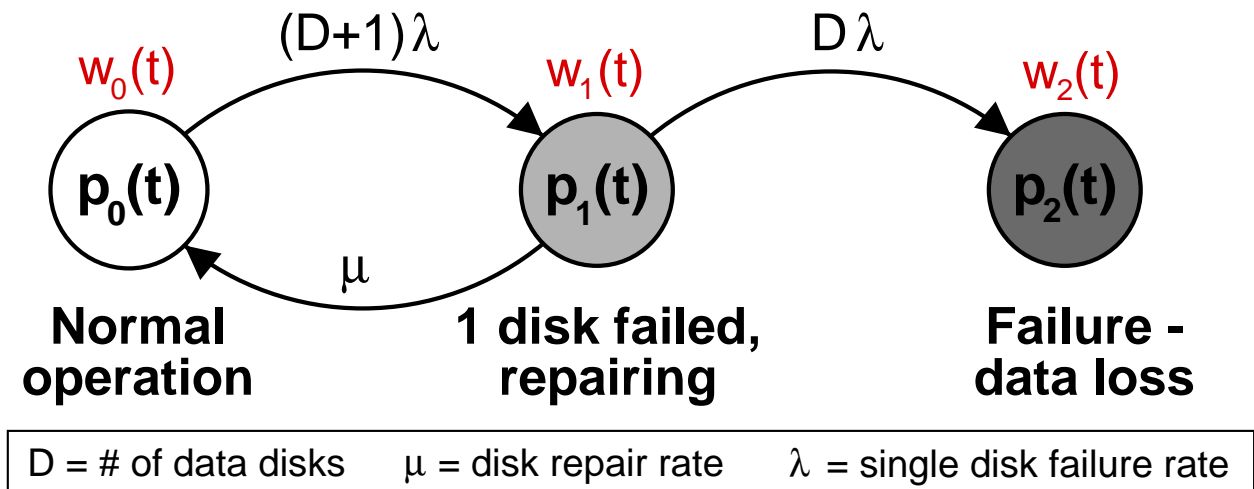 (D+1)λ
Dλ
w₀(t)
w₁(t)
w₂(t)
p₀(t)
p₁(t)
p₂(t)
μ
Normal
operation
1 disk failed,
repairing
Failure -
data loss
D = # of data disks μ = disk repair rate λ = single disk failure rate